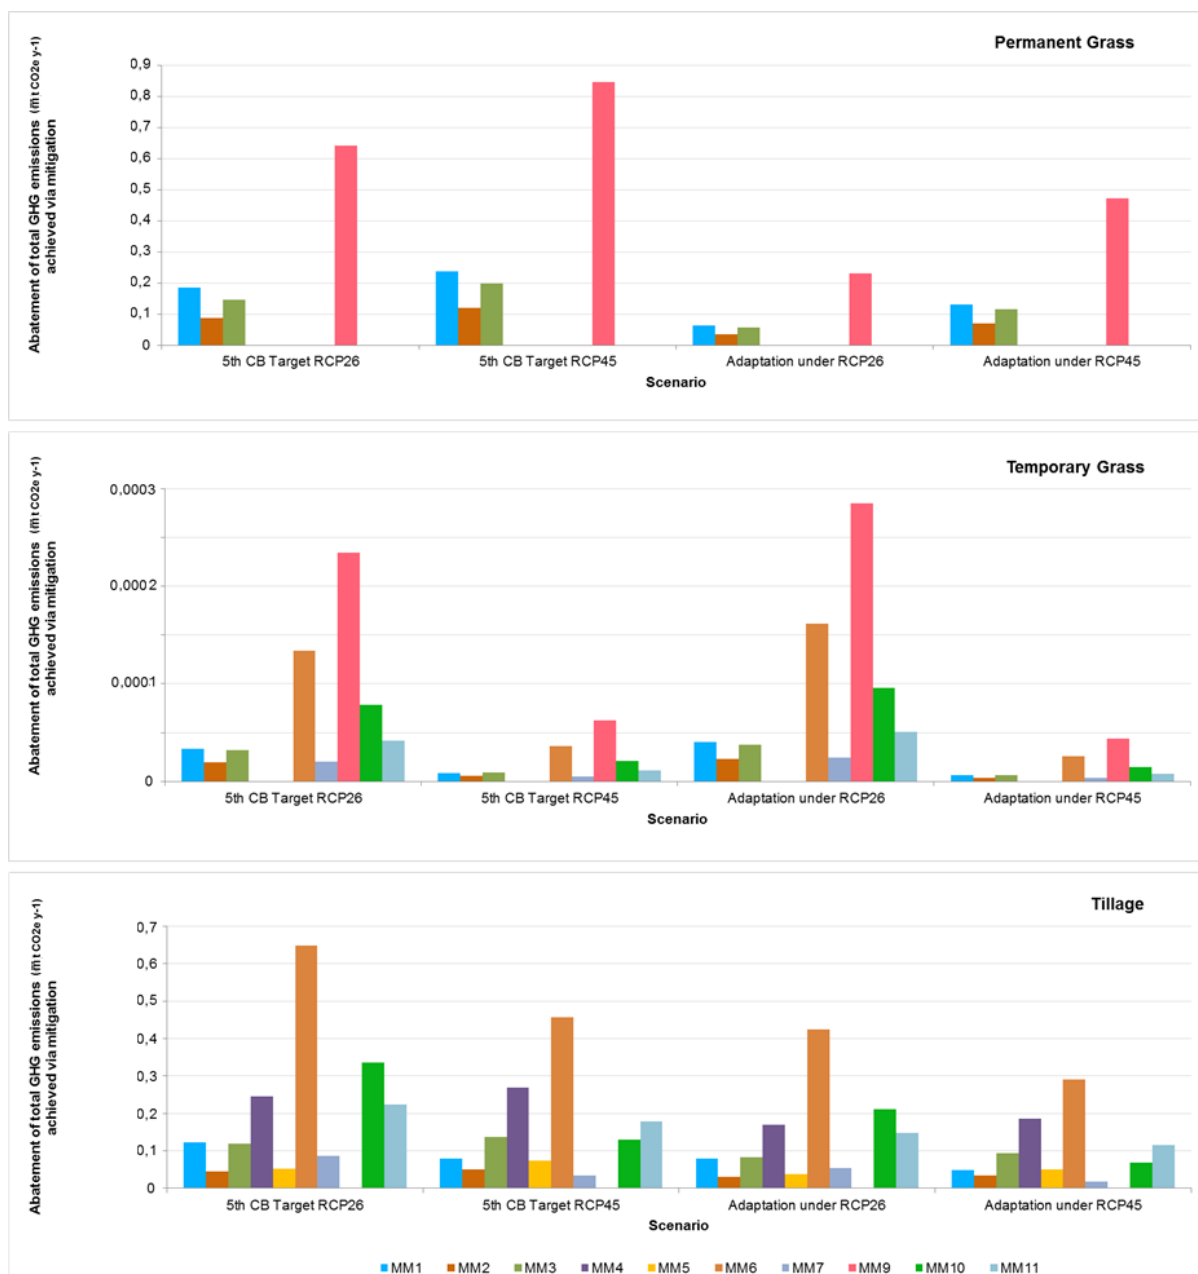 Permanent Grass
Abatement of total GHG emissions (m̄ t CO2e y-1)
achieved via mitigation
0,9
0,8
0,7
0,6
0,5
0,4
0,3
0,2
0,1
0
5th CB Target RCP26 5th CB Target RCP45 Adaptation under RCP26 Adaptation under RCP45
Scenario
Temporary Grass
Abatement of total GHG emissions (m̄ t CO2e y-1)
achieved via mitigation
0,0003
0,0002
0,0001
0
5th CB Target RCP26 5th CB Target RCP45 Adaptation under RCP26 Adaptation under RCP45
Scenario
Tillage
Abatement of total GHG emissions (m̄ t CO2e y-1)
achieved via mitigation
0,7
0,6
0,5
0,4
0,3
0,2
0,1
0
5th CB Target RCP26 5th CB Target RCP45 Adaptation under RCP26 Adaptation under RCP45
Scenario
MM1 MM2 MM3 MM4 MM5 MM6 MM7 MM9 MM10 MM11